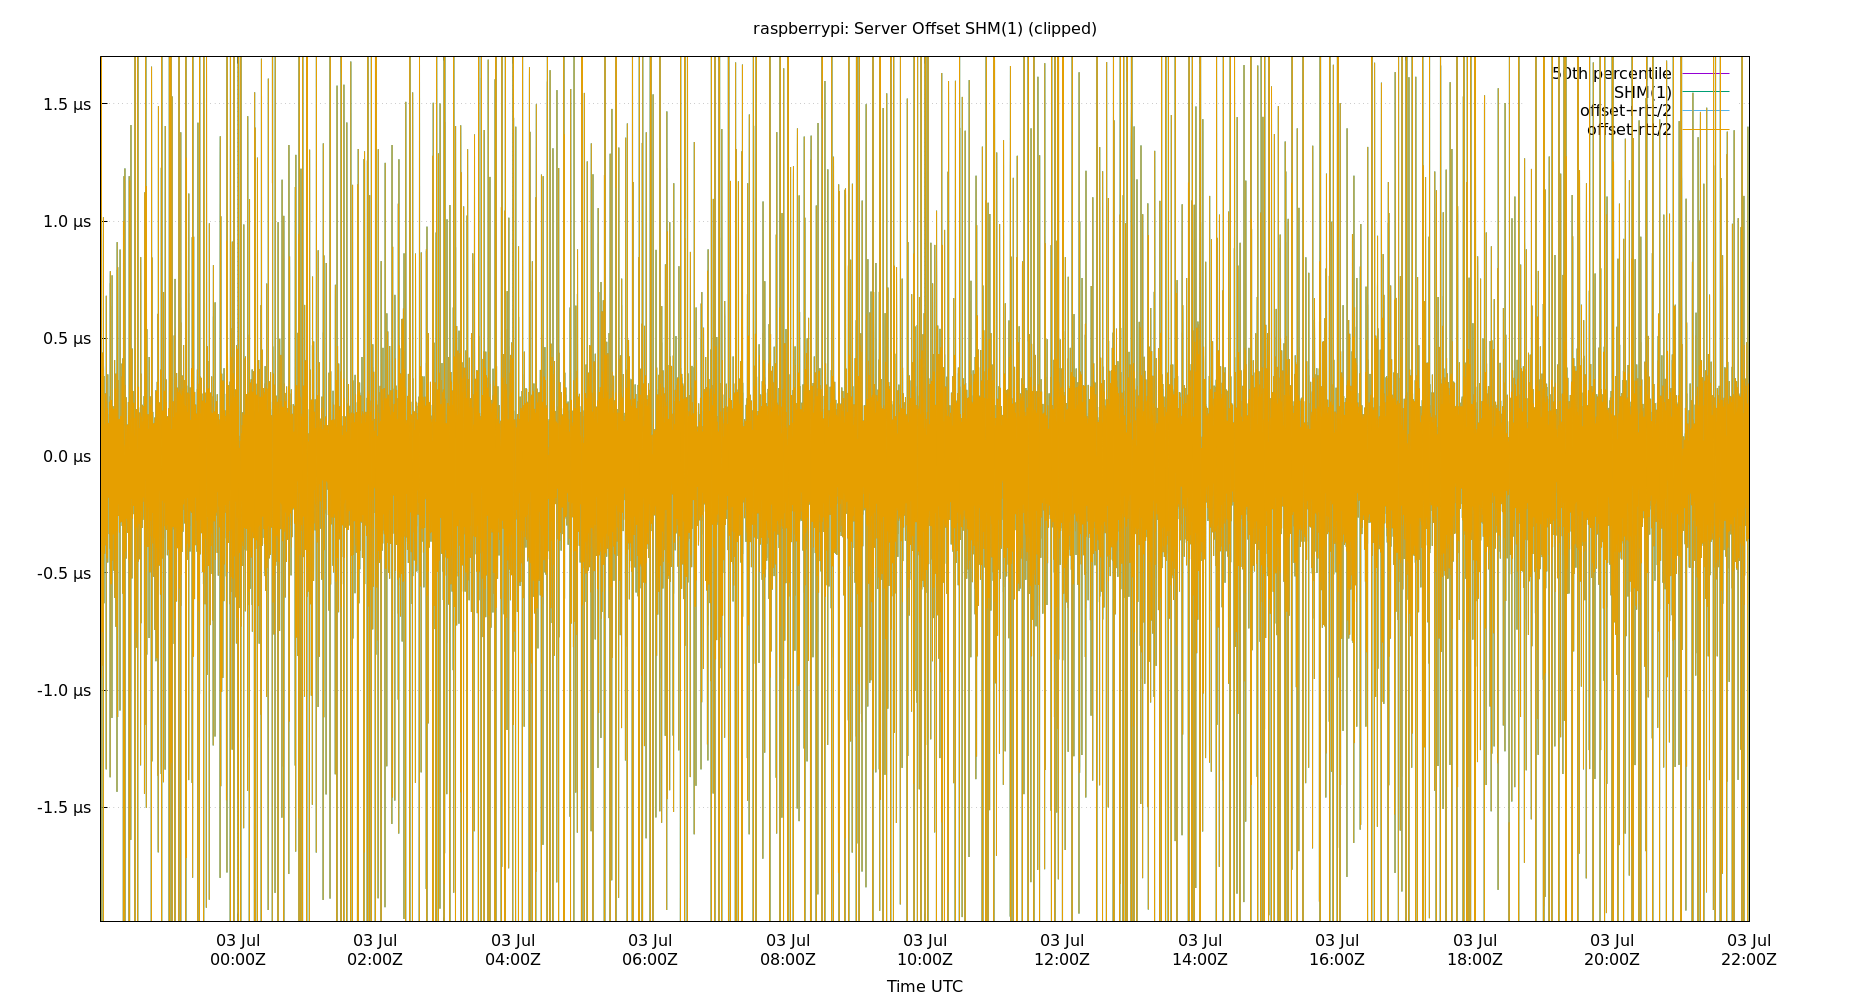 raspberrypi: Server Offset SHM(1) (clipped)
50th percentile
SHM(1)
offset+rtt/2
offset-rtt/2
1.5 µs
1.0 µs
0.5 µs
0.0 µs
-0.5 µs
-1.0 µs
-1.5 µs
03 Jul 03 Jul 03 Jul 03 Jul 03 Jul 03 Jul 03 Jul 03 Jul 03 Jul 03 Jul 03 Jul 03 Jul
00:00Z 02:00Z 04:00Z 06:00Z 08:00Z 10:00Z 12:00Z 14:00Z 16:00Z 18:00Z 20:00Z 22:00Z
Time UTC